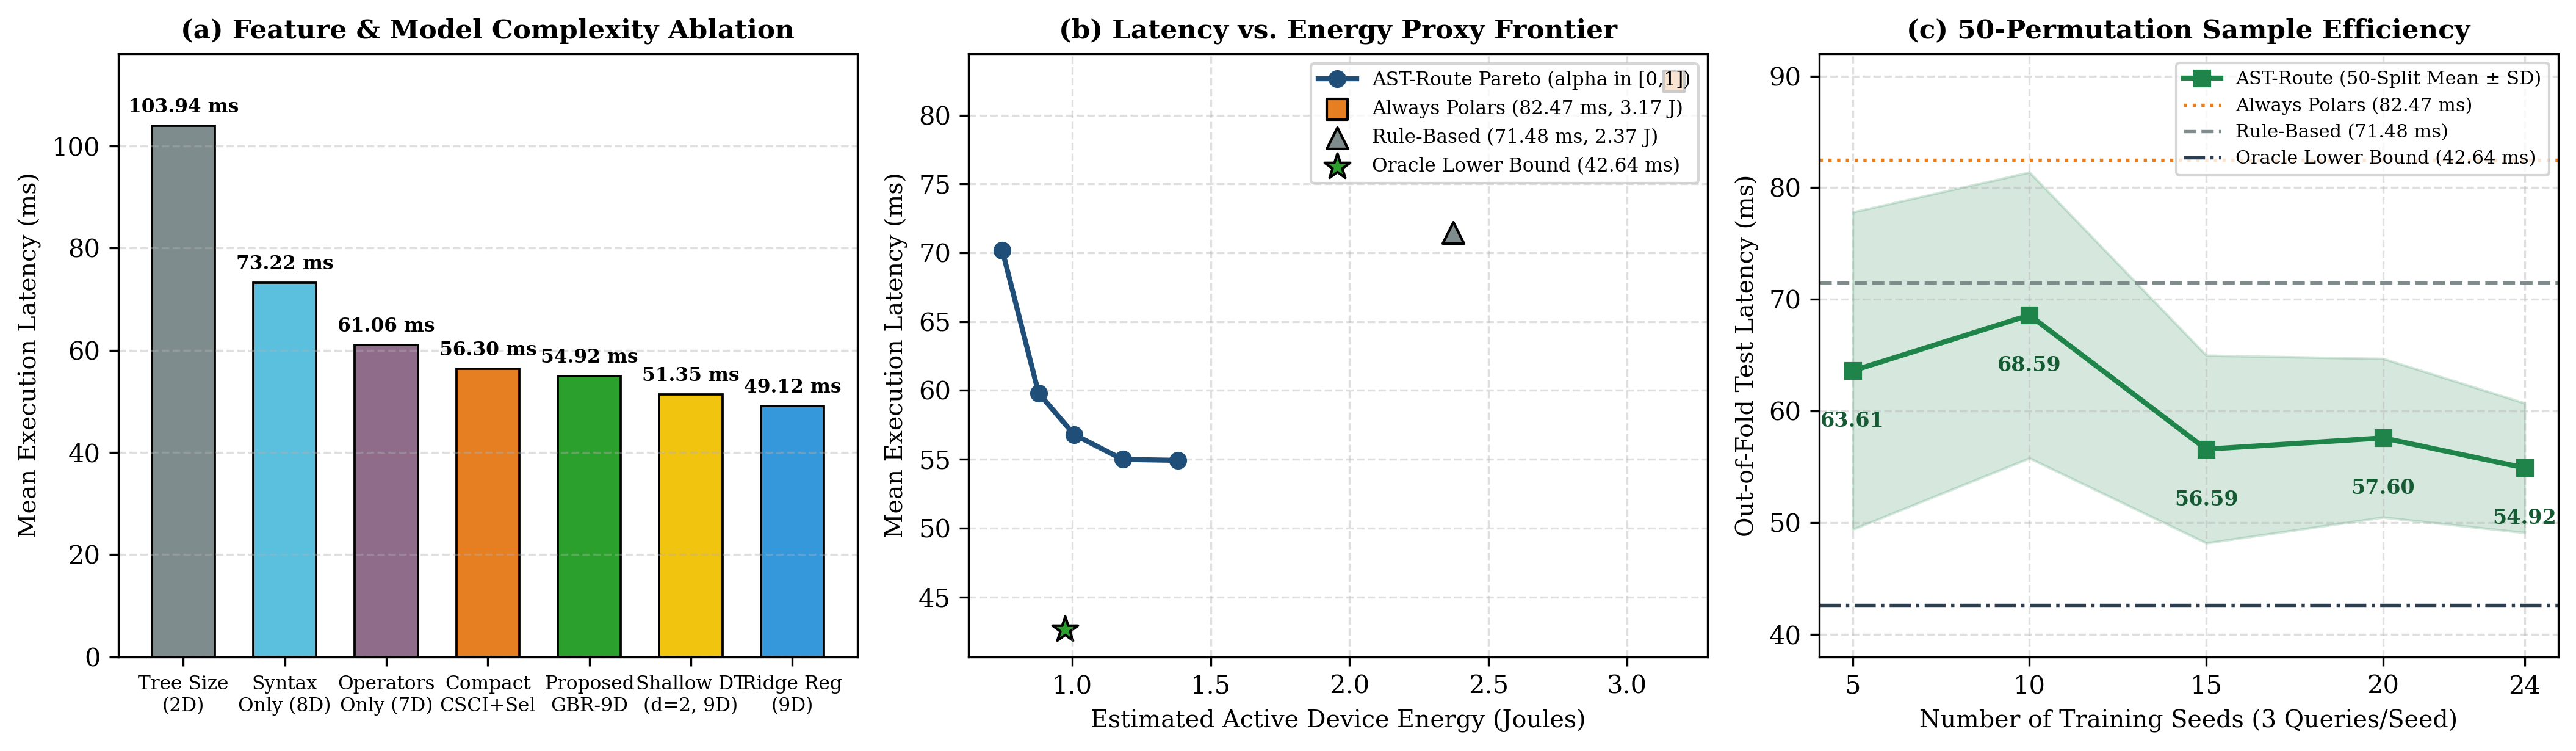 (a) Feature & Model Complexity Ablation
Mean Execution Latency (ms)
100
80
60
40
20
0
103.94 ms
73.22 ms
61.06 ms
56.30 ms
54.92 ms
51.35 ms
49.12 ms
Tree Size
(2D)
Syntax
Only (8D)
Operators
Only (7D)
Compact
CSCI+Sel
Proposed
GBR-9D
Shallow DT
(d=2, 9D)
Ridge Reg
(9D)
(b) Latency vs. Energy Proxy Frontier
Mean Execution Latency (ms)
80
75
70
65
60
55
50
45
AST-Route Pareto (alpha in [0,1])
Always Polars (82.47 ms, 3.17 J)
Rule-Based (71.48 ms, 2.37 J)
Oracle Lower Bound (42.64 ms)
1.0
1.5
2.0
2.5
3.0
Estimated Active Device Energy (Joules)
(c) 50-Permutation Sample Efficiency
Out-of-Fold Test Latency (ms)
90
80
70
60
50
40
AST-Route (50-Split Mean ± SD)
Always Polars (82.47 ms)
Rule-Based (71.48 ms)
Oracle Lower Bound (42.64 ms)
63.61
68.59
56.59
57.60
54.92
5
10
15
20
24
Number of Training Seeds (3 Queries/Seed)